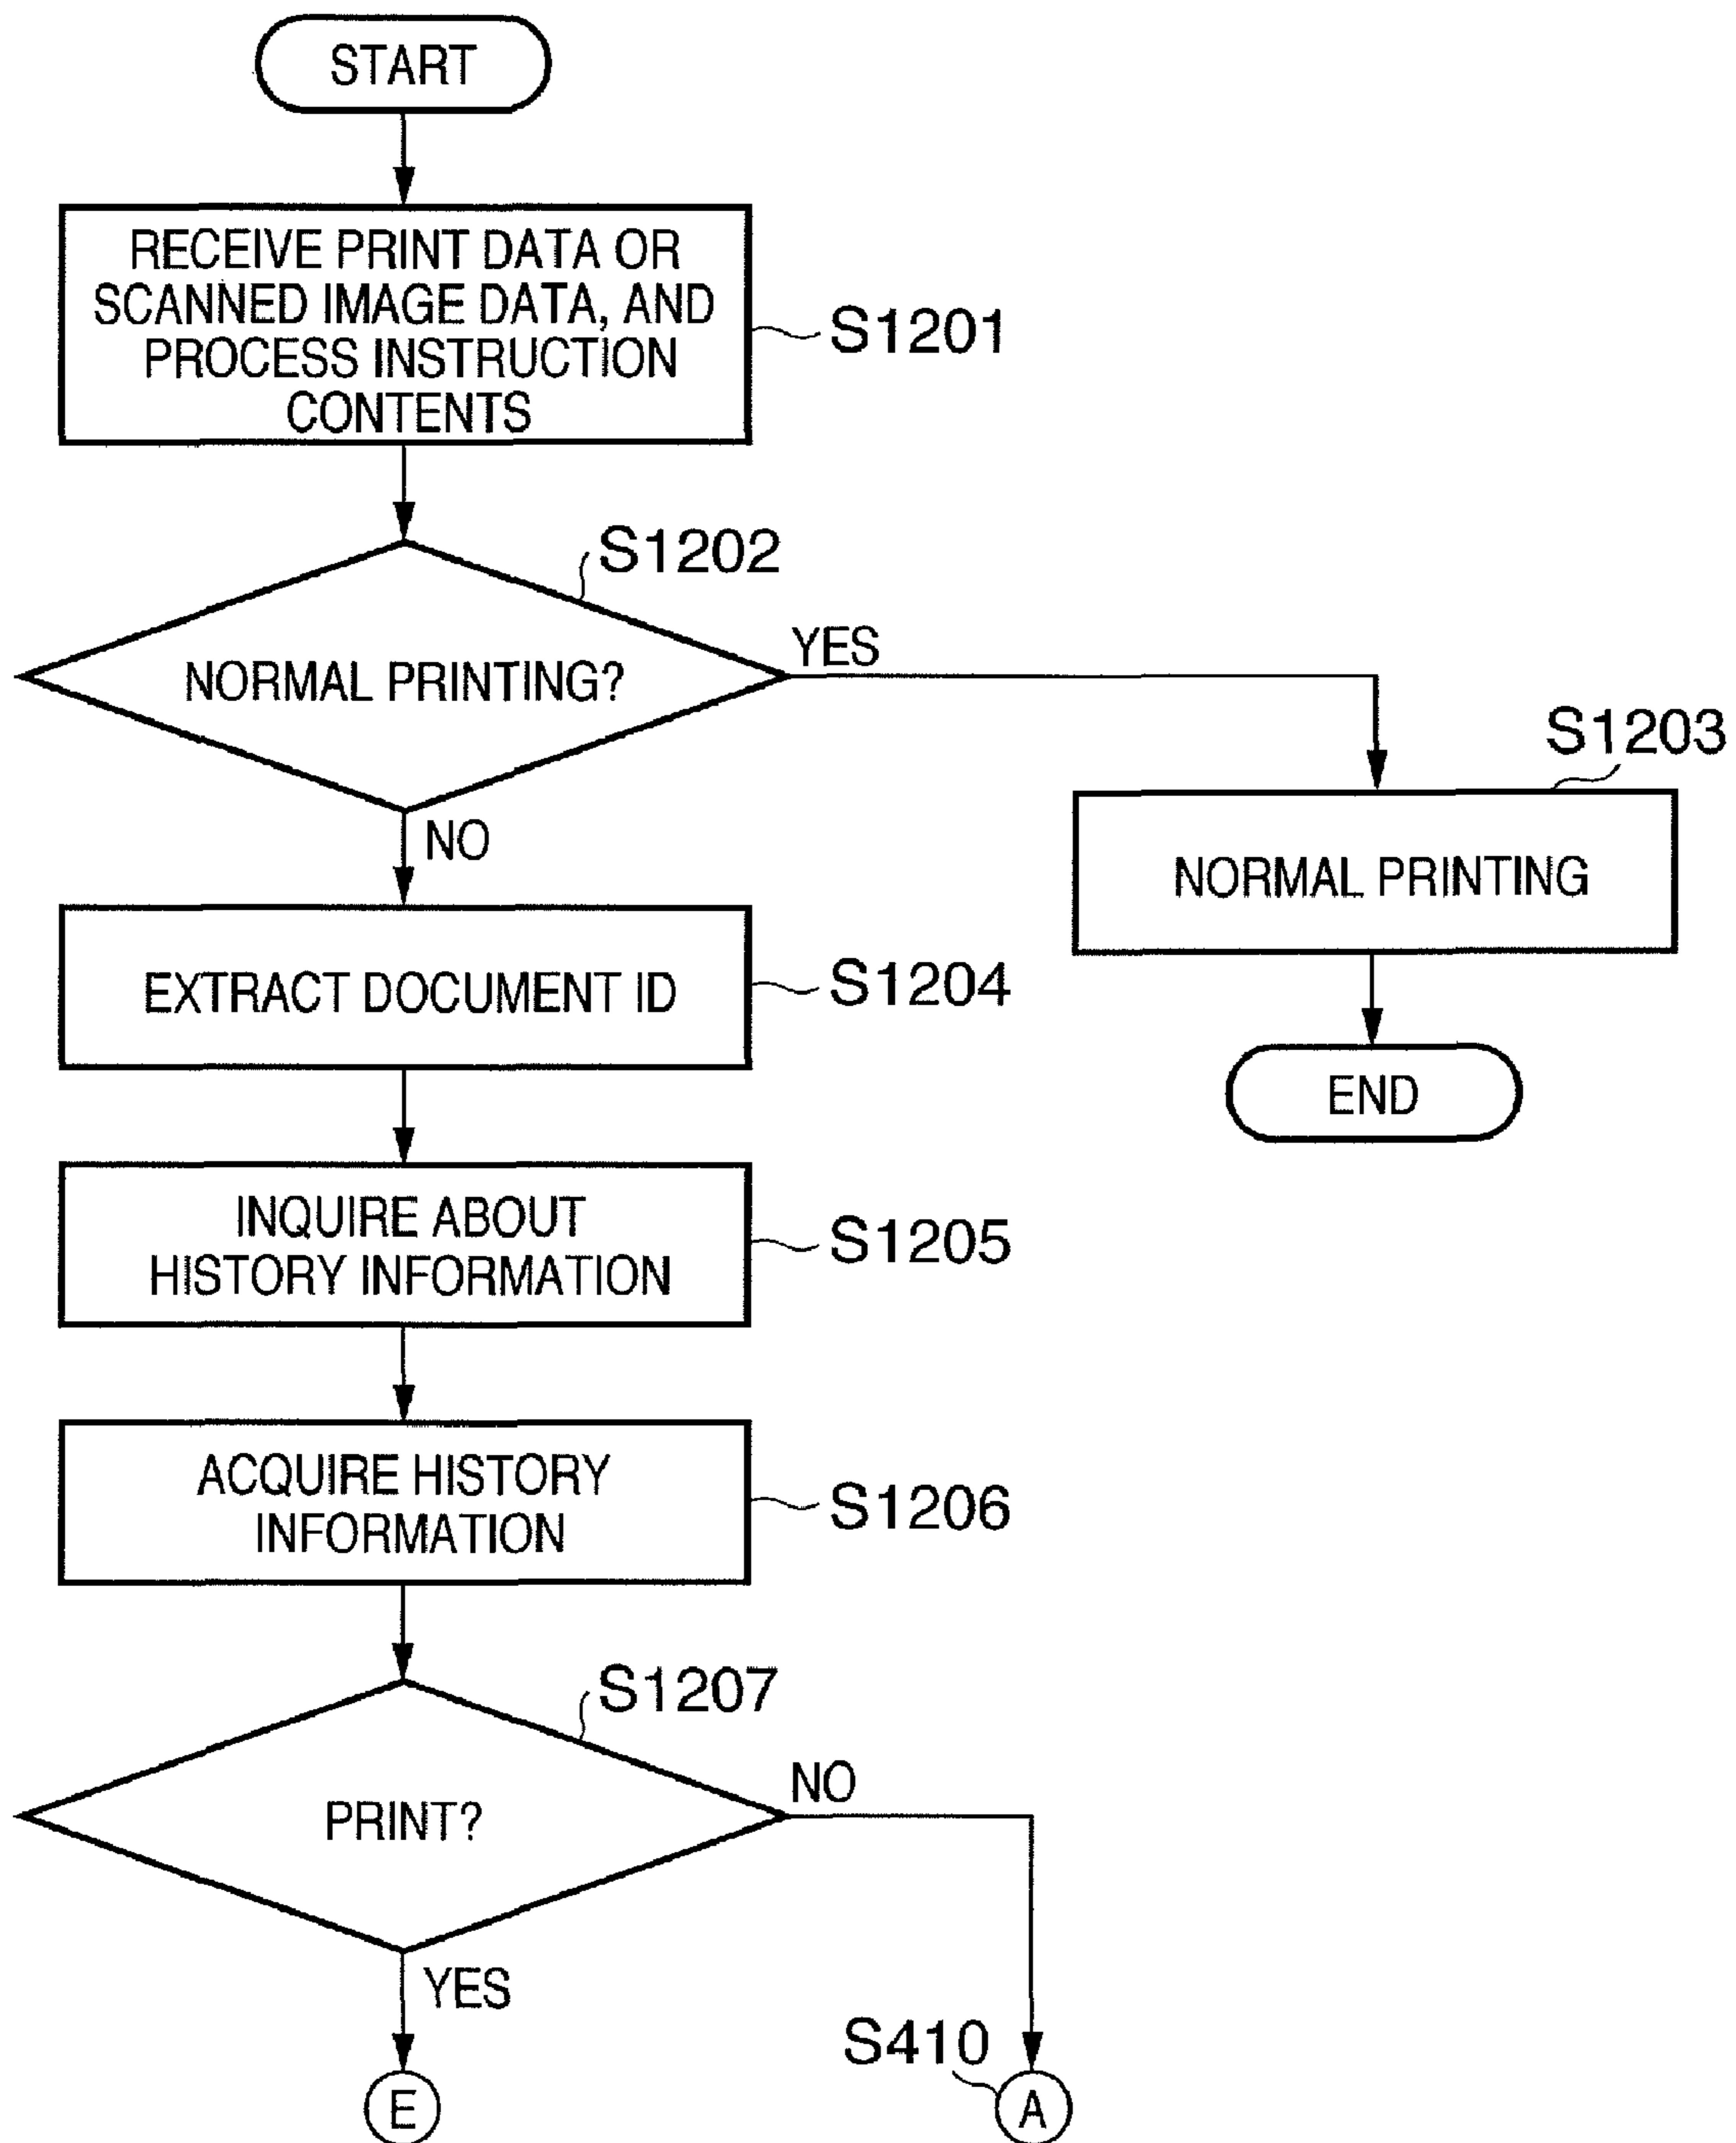 START
RECEIVE PRINT DATA OR
SCANNED IMAGE DATA, AND
PROCESS INSTRUCTION
CONTENTS
S1201
S1202
NORMAL PRINTING?
YES
NO
S1203
NORMAL PRINTING
END
EXTRACT DOCUMENT ID
S1204
INQUIRE ABOUT
HISTORY INFORMATION
S1205
ACQUIRE HISTORY
INFORMATION
S1206
S1207
PRINT?
NO
YES
E
S410
A